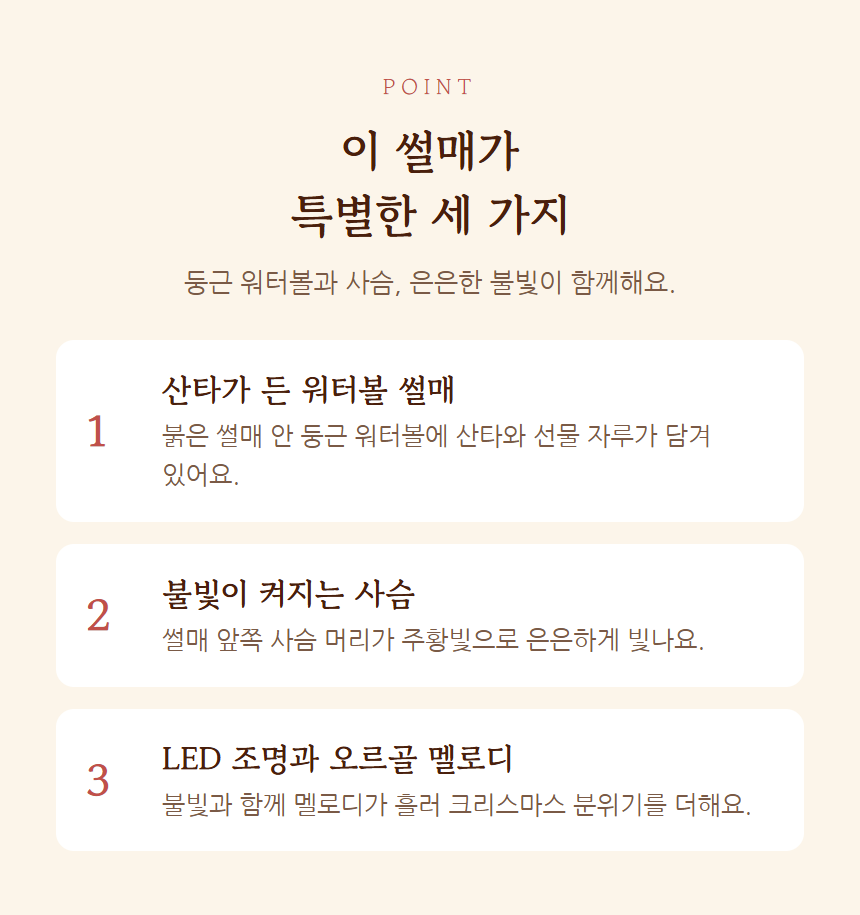 POINT
이 썰매가
특별한 세 가지
둥근 워터볼과 사슴, 은은한 불빛이 함께해요.
1
산타가 든 워터볼 썰매
붉은 썰매 안 둥근 워터볼에 산타와 선물 자루가 담겨
있어요.
2
불빛이 켜지는 사슴
썰매 앞쪽 사슴 머리가 주황빛으로 은은하게 빛나요.
3
LED 조명과 오르골 멜로디
불빛과 함께 멜로디가 흘러 크리스마스 분위기를 더해요.